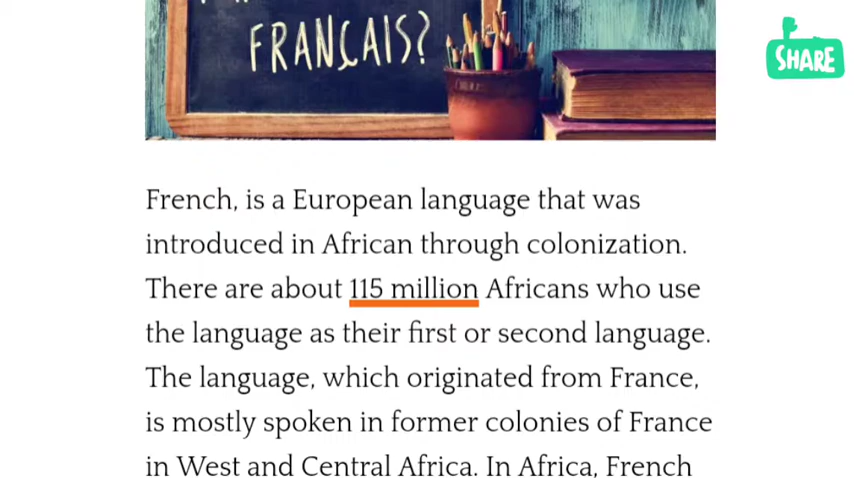 FRANÇAIS?
SHARE
French, is a European language that was
introduced in African through colonization.
There are about 115 million Africans who use
the language as their first or second language.
The language, which originated from France,
is mostly spoken in former colonies of France
in West and Central Africa. In Africa, French